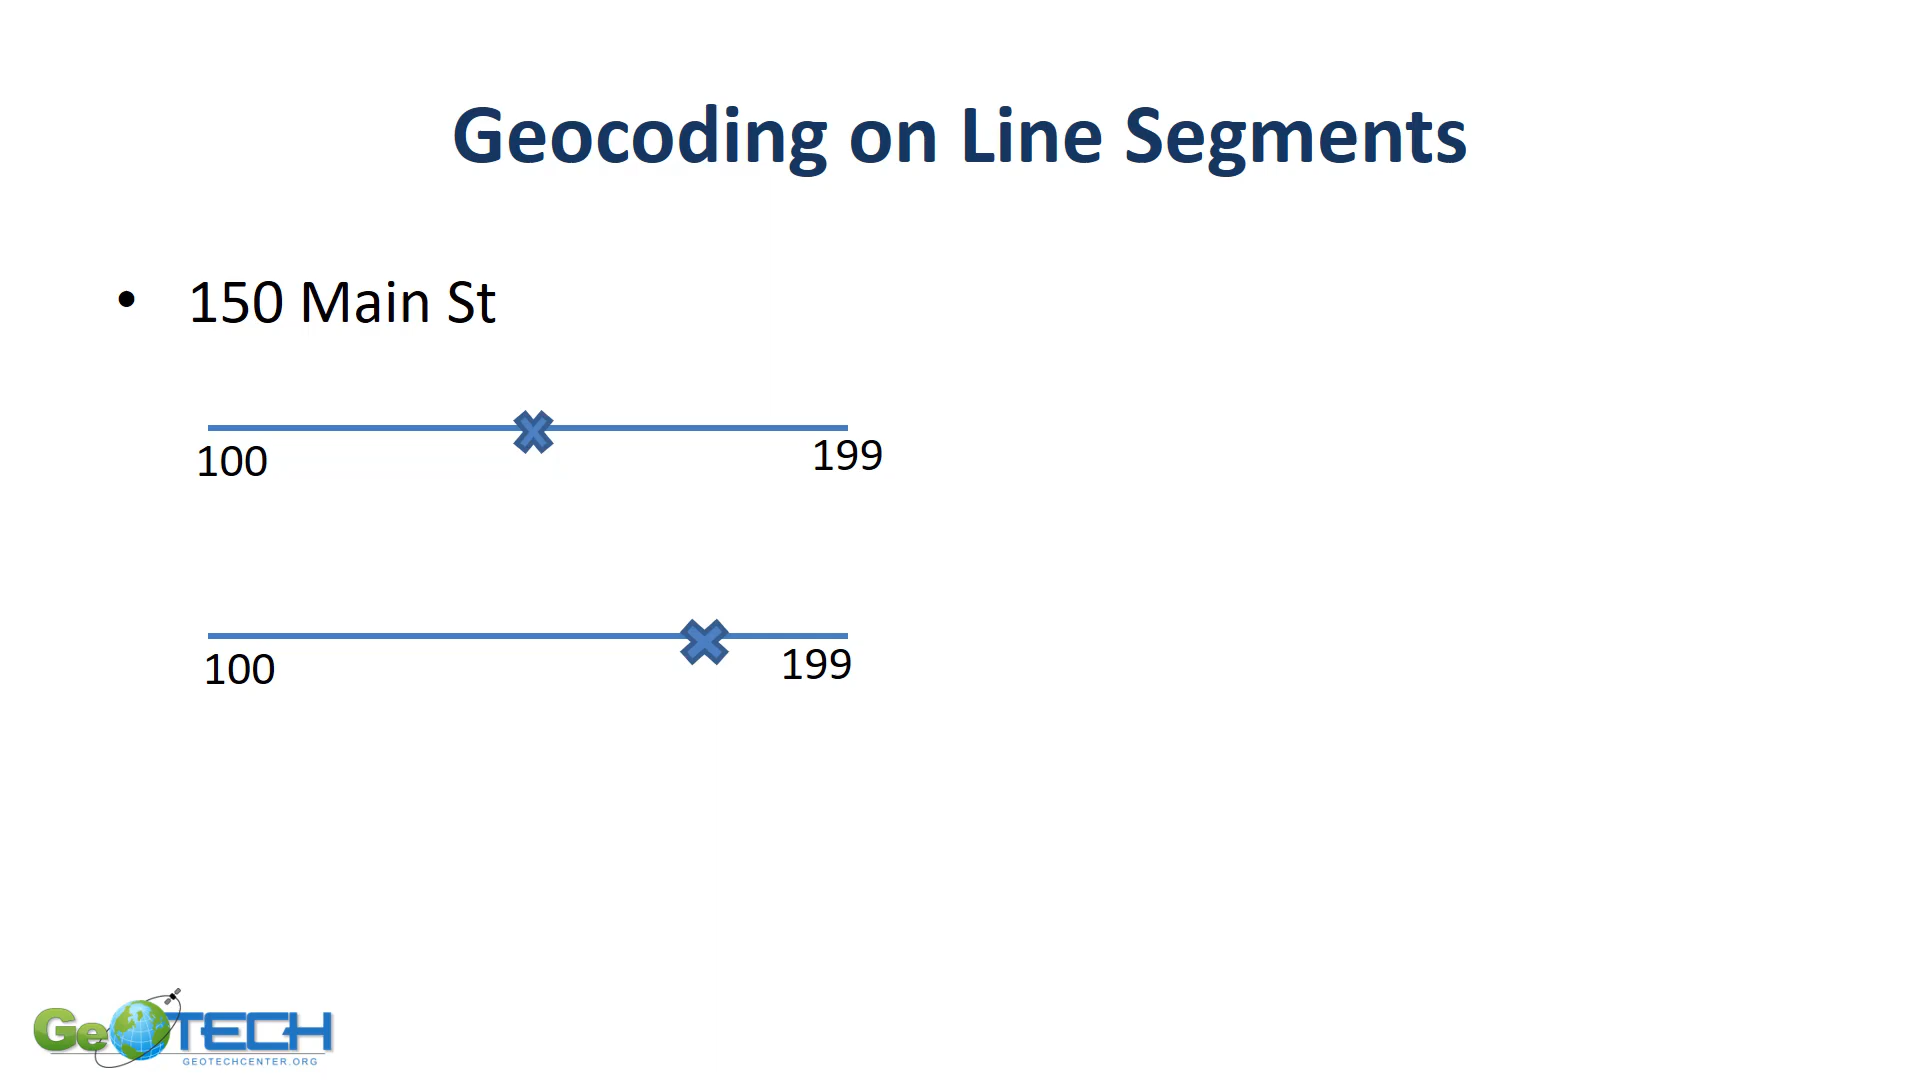 Geocoding on Line Segments
• 150 Main St
100 199
100 199
GeoTECH
GEOTECHCENTER.ORG